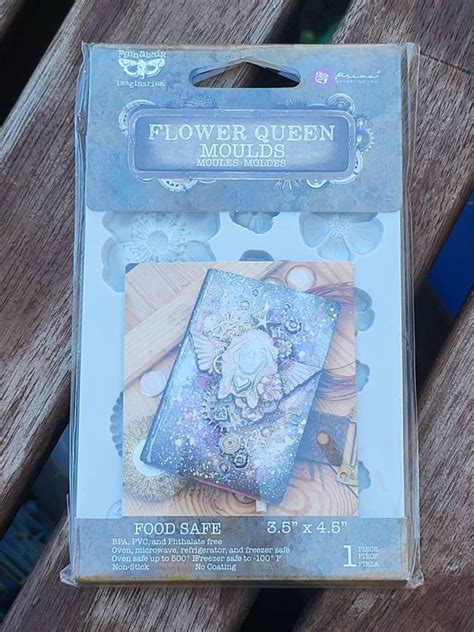 Finnabair
imaginarium
Prima
FLOWER QUEEN
MOULDS
MOULES MOLDES
FOOD SAFE
3.5" x 4.5"
BPA, PVC, and Phthalate free
Oven, microwave, refrigerator, and freezer safe
Oven safe up to 500° F Freezer safe to -100° F
Non-Stick No Coating
1 PIECE
PIÈCE
PIEZA